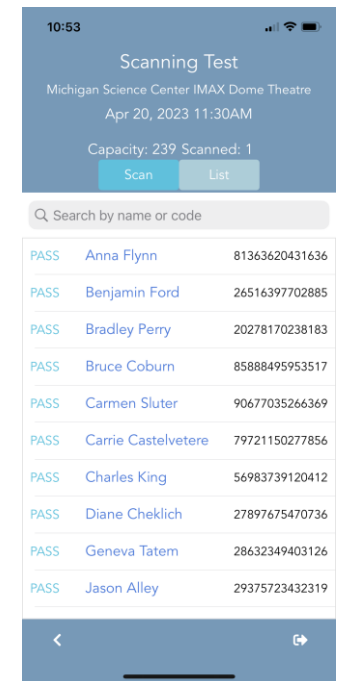 10:53
Scanning Test
Michigan Science Center IMAX Dome Theatre
Apr 20, 2023 11:30AM
Capacity: 239 Scanned: 1
Scan List
Search by name or code
PASS Anna Flynn 81363620431636
PASS Benjamin Ford 26516397702885
PASS Bradley Perry 20278170238183
PASS Bruce Coburn 85888495953517
PASS Carmen Sluter 90677035266369
PASS Carrie Castelvetere 79721150277856
PASS Charles King 56983739120412
PASS Diane Cheklich 27897675470736
PASS Geneva Tatem 28632349403126
PASS Jason Alley 29375723432319